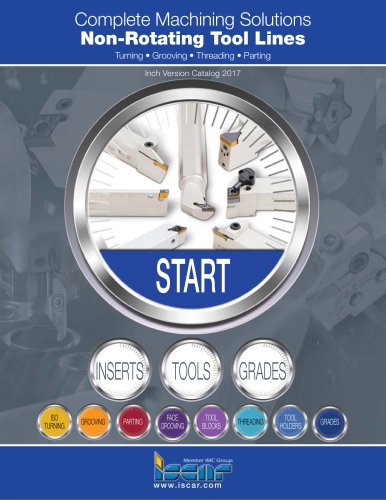 Complete Machining Solutions
Non-Rotating Tool Lines
Turning • Grooving • Threading • Parting
Inch Version Catalog 2017
START
INSERTS
TOOLS
GRADES
ISO
TURNING
GROOVING
PARTING
FACE
GROOVING
TOOL
BLOCKS
THREADING
TOOL
HOLDERS
GRADES
Member IMC Group
iscar
www.iscar.com